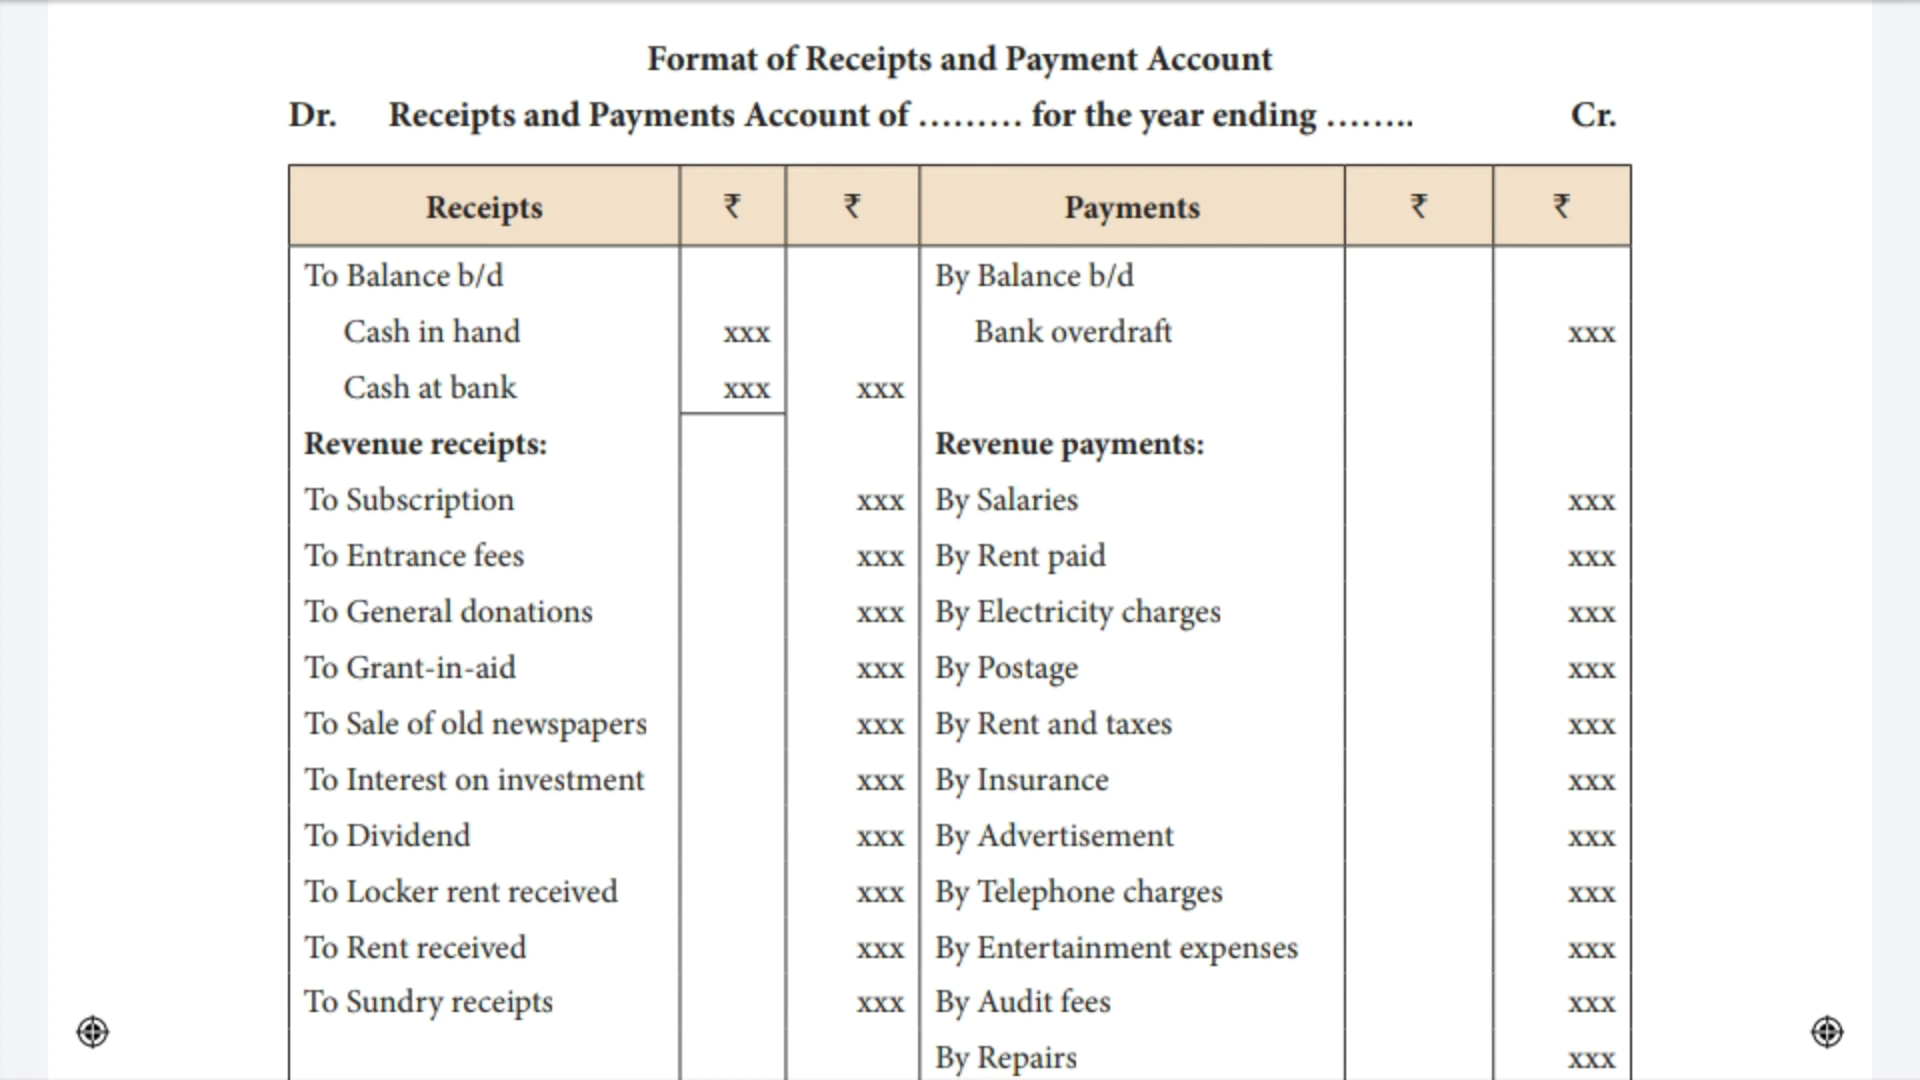 Format of Receipts and Payment Account
Dr. Receipts and Payments Account of ……… for the year ending …….. Cr.
Receipts ₹ ₹ Payments ₹ ₹
To Balance b/d By Balance b/d
Cash in hand xxx Bank overdraft xxx
Cash at bank xxx xxx
Revenue receipts: Revenue payments:
To Subscription xxx By Salaries xxx
To Entrance fees xxx By Rent paid xxx
To General donations xxx By Electricity charges xxx
To Grant-in-aid xxx By Postage xxx
To Sale of old newspapers xxx By Rent and taxes xxx
To Interest on investment xxx By Insurance xxx
To Dividend xxx By Advertisement xxx
To Locker rent received xxx By Telephone charges xxx
To Rent received xxx By Entertainment expenses xxx
To Sundry receipts xxx By Audit fees xxx
By Repairs xxx